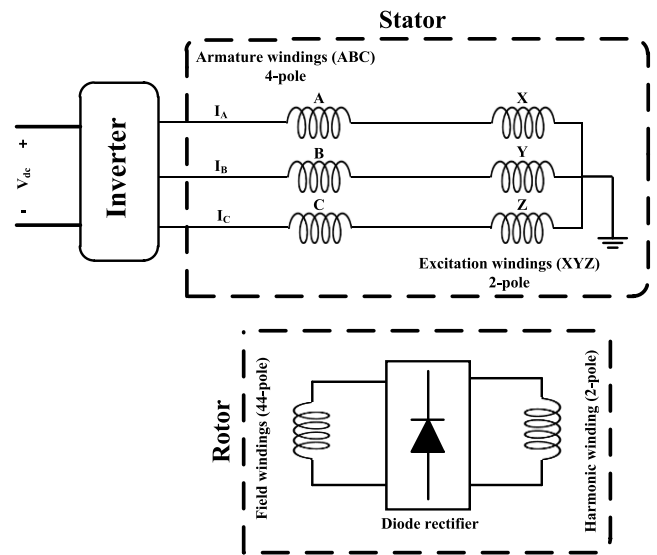 Stator
Armature windings (ABC)
4-pole
I_A
A
X
+
V_dc
-
Inverter
I_B
B
Y
I_C
C
Z
Excitation windings (XYZ)
2-pole
Rotor
Field windings (44-pole)
Harmonic winding (2-pole)
Diode rectifier